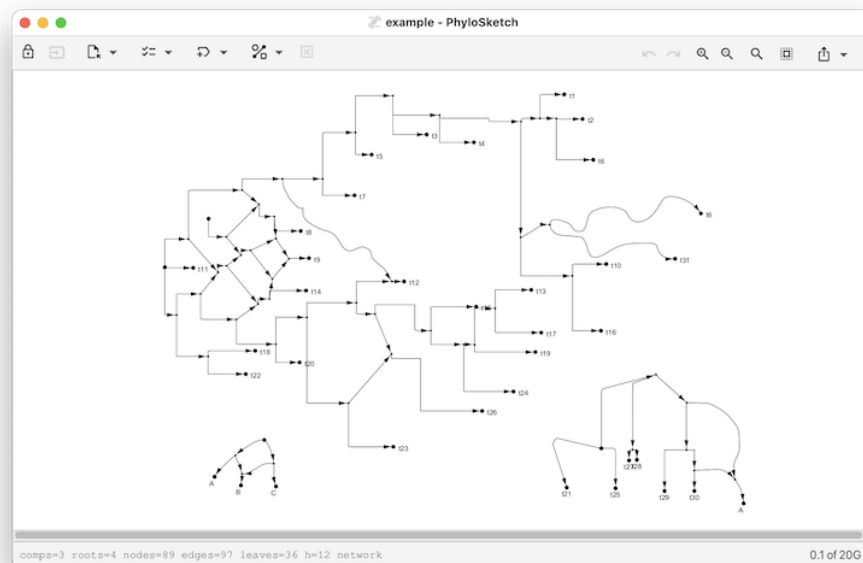 example - PhyloSketch
t1
t2
t3
t4
t5
t6
t7
t6
t8
t9
t31
t11
t10
t12
t14
t13
t16
t17
t18
t19
t20
t22
t24
t26
t23
A
B
C
t28
t21
t25
t29
t30
A
comps=3 roots=4 nodes=89 edges=97 leaves=36 h=12 network
0.1 of 20G